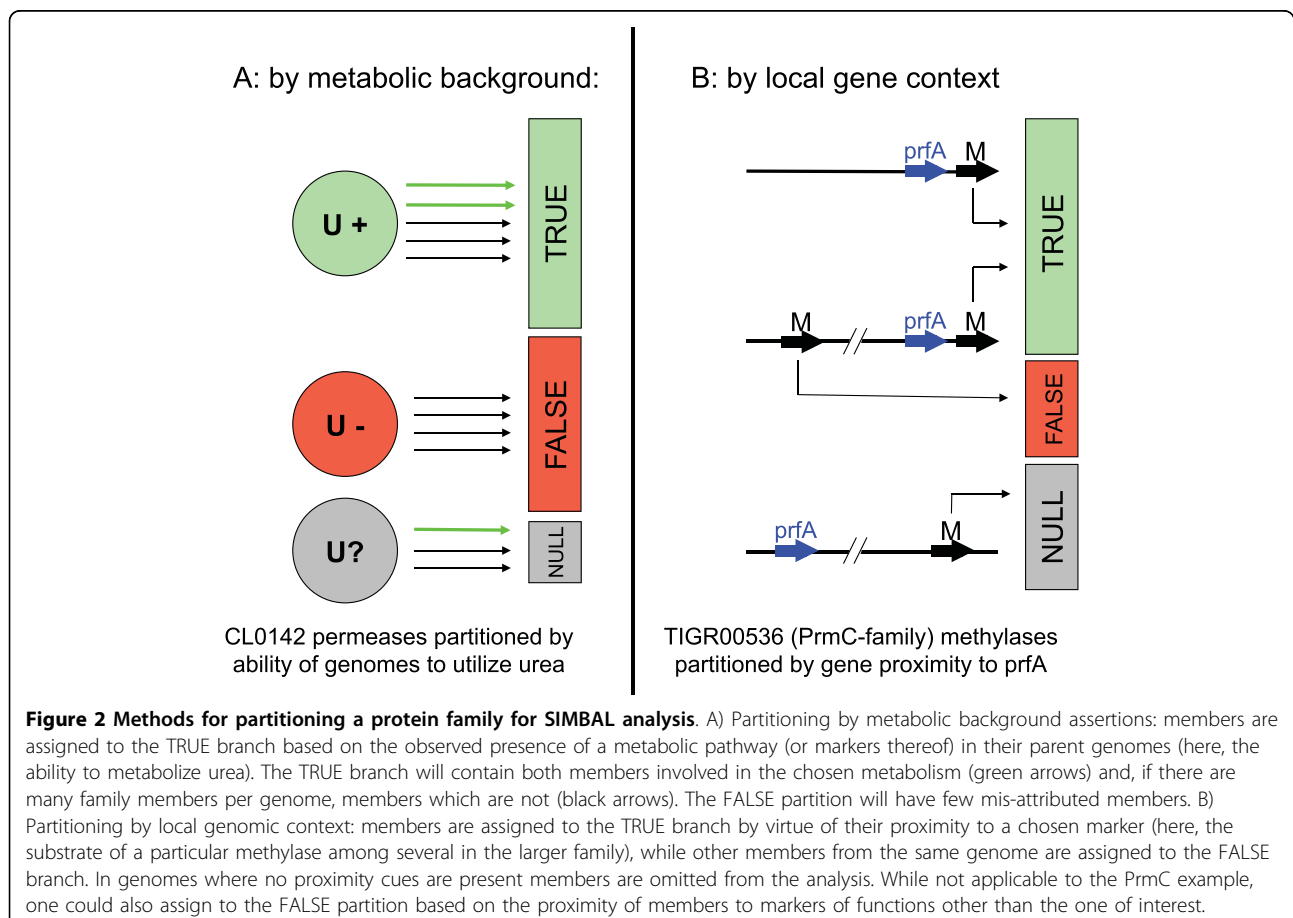 A: by metabolic background:
U +
TRUE
U -
FALSE
U?
NULL
CL0142 permeases partitioned by
ability of genomes to utilize urea
B: by local gene context
prfA
M
TRUE
M
prfA
M
FALSE
prfA
M
NULL
TIGR00536 (PrmC-family) methylases
partitioned by gene proximity to prfA
Figure 2 Methods for partitioning a protein family for SIMBAL analysis. A) Partitioning by metabolic background assertions: members are
assigned to the TRUE branch based on the observed presence of a metabolic pathway (or markers thereof) in their parent genomes (here, the
ability to metabolize urea). The TRUE branch will contain both members involved in the chosen metabolism (green arrows) and, if there are
many family members per genome, members which are not (black arrows). The FALSE partition will have few mis-attributed members. B)
Partitioning by local genomic context: members are assigned to the TRUE branch by virtue of their proximity to a chosen marker (here, the
substrate of a particular methylase among several in the larger family), while other members from the same genome are assigned to the FALSE
branch. In genomes where no proximity cues are present members are omitted from the analysis. While not applicable to the PrmC example,
one could also assign to the FALSE partition based on the proximity of members to markers of functions other than the one of interest.